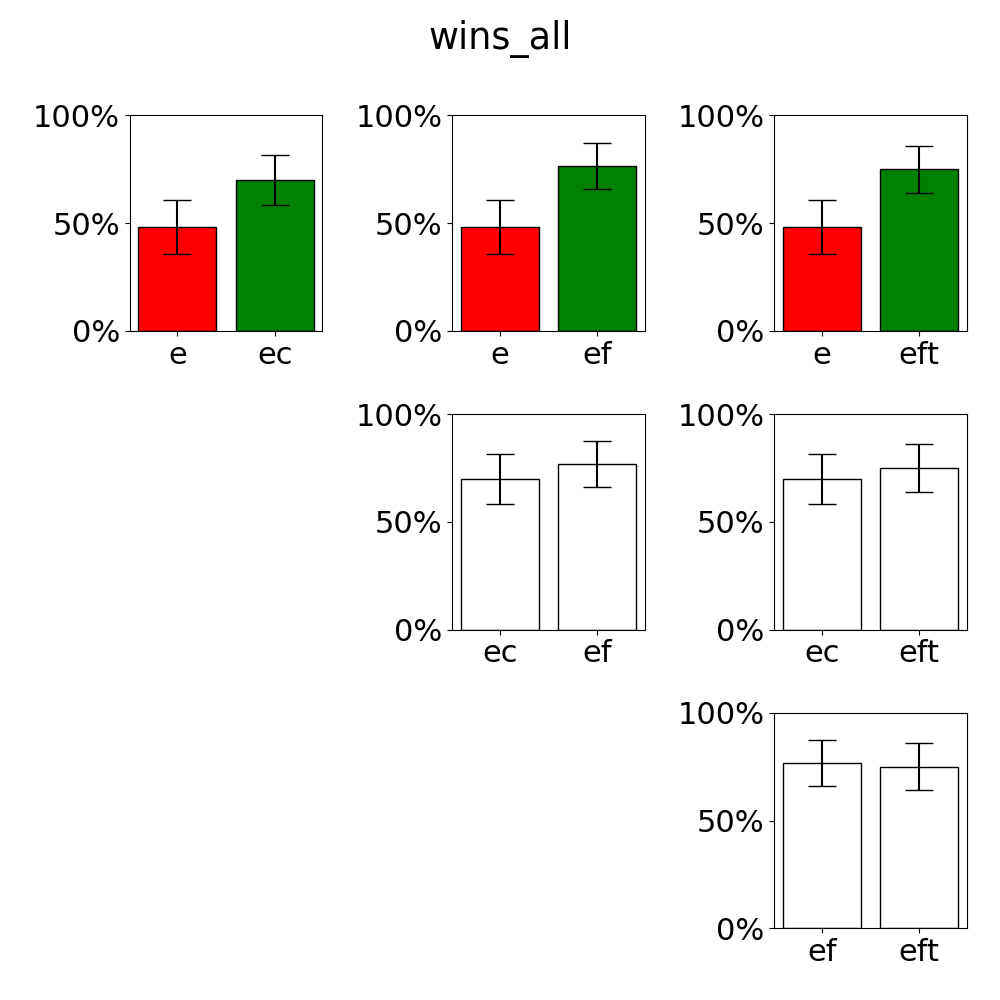 wins_all
100% 100% 100%
50% 50% 50%
0% 0% 0%
e ec e ef e eft
100% 100%
50% 50%
0% 0%
ec ef ec eft
100%
50%
0%
ef eft